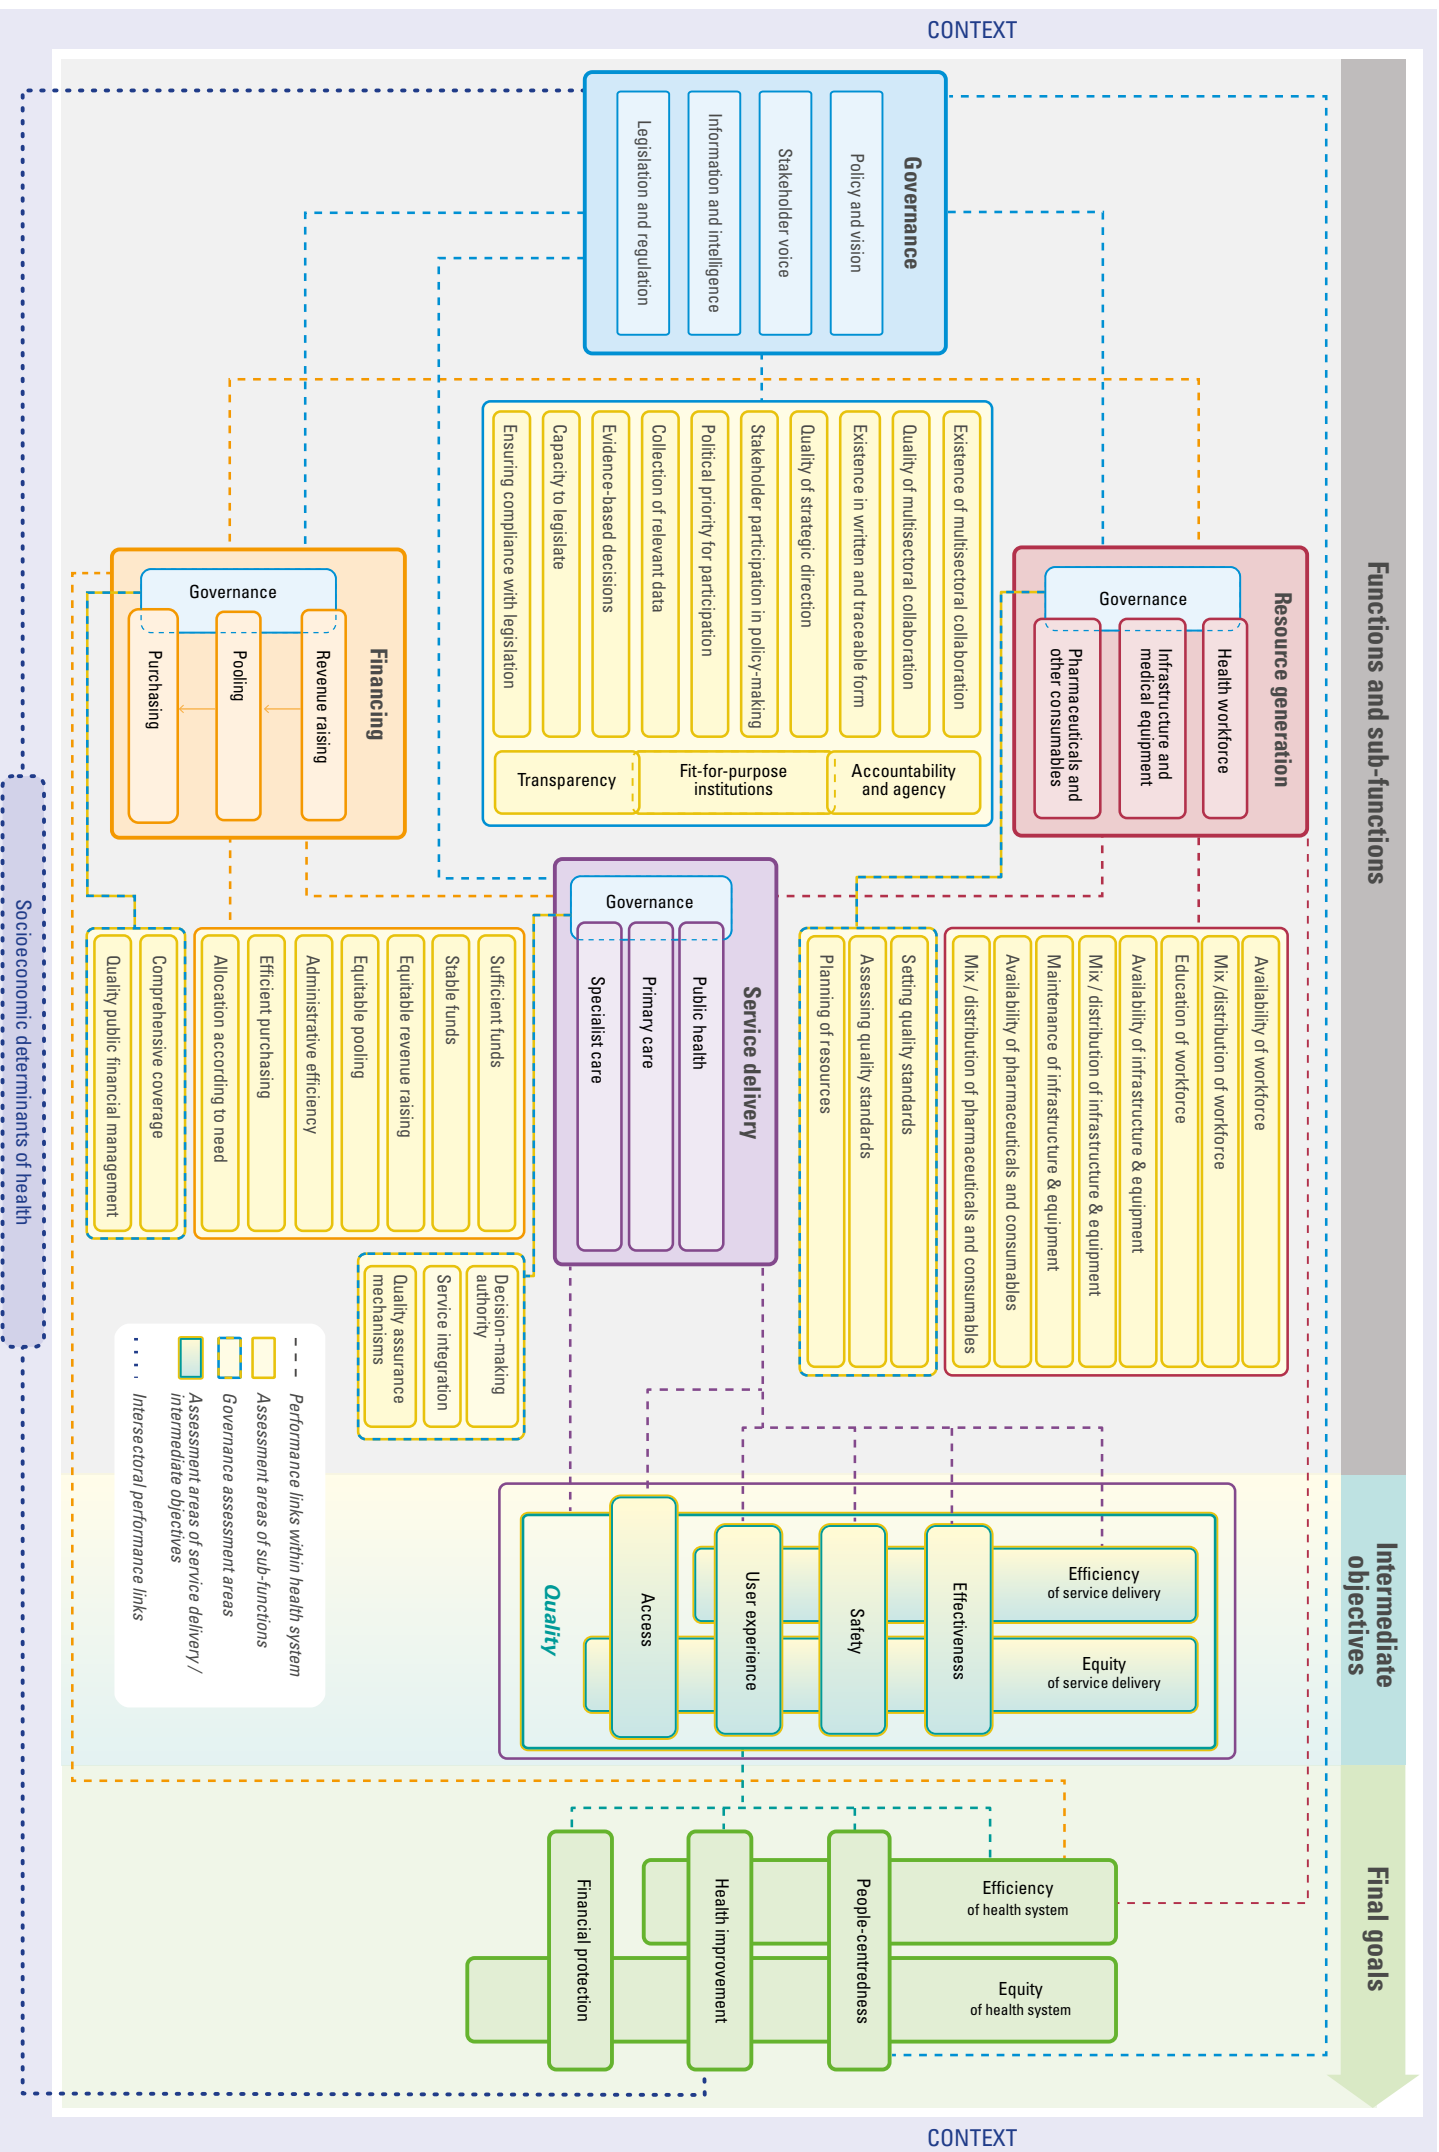 CONTEXT
Functions and sub-functions
Intermediate
objectives
Final goals
Governance
Policy and vision
Stakeholder voice
Information and intelligence
Legislation and regulation
Existence of multisectoral collaboration
Quality of multisectoral collaboration
Existence in written and traceable form
Quality of strategic direction
Stakeholder participation in policy-making
Political priority for participation
Collection of relevant data
Evidence-based decisions
Capacity to legislate
Ensuring compliance with legislation
Accountability
and agency
Fit-for-purpose
institutions
Transparency
Resource generation
Governance
Health workforce
Infrastructure and
medical equipment
Pharmaceuticals and
other consumables
Availability of workforce
Mix /distribution of workforce
Education of workforce
Availability of infrastructure & equipment
Mix / distribution of infrastructure & equipment
Maintenance of infrastructure & equipment
Availability of pharmaceuticals and consumables
Mix / distribution of pharmaceuticals and consumables
Setting quality standards
Assessing quality standards
Planning of resources
Service delivery
Governance
Public health
Primary care
Specialist care
Decision-making
authority
Service integration
Quality assurance
mechanisms
Financing
Governance
Revenue raising
Pooling
Purchasing
Sufficient funds
Stable funds
Equitable revenue raising
Equitable pooling
Administrative efficiency
Efficient purchasing
Allocation according to need
Comprehensive coverage
Quality public financial management
Efficiency
of service delivery
Equity
of service delivery
Effectiveness
Safety
User experience
Access
Quality
Efficiency
of health system
Equity
of health system
People-centredness
Health improvement
Financial protection
Performance links within health system
Assessment areas of sub-functions
Governance assessment areas
Assessment areas of service delivery /
intermediate objectives
Intersectoral performance links
Socioeconomic determinants of health
CONTEXT